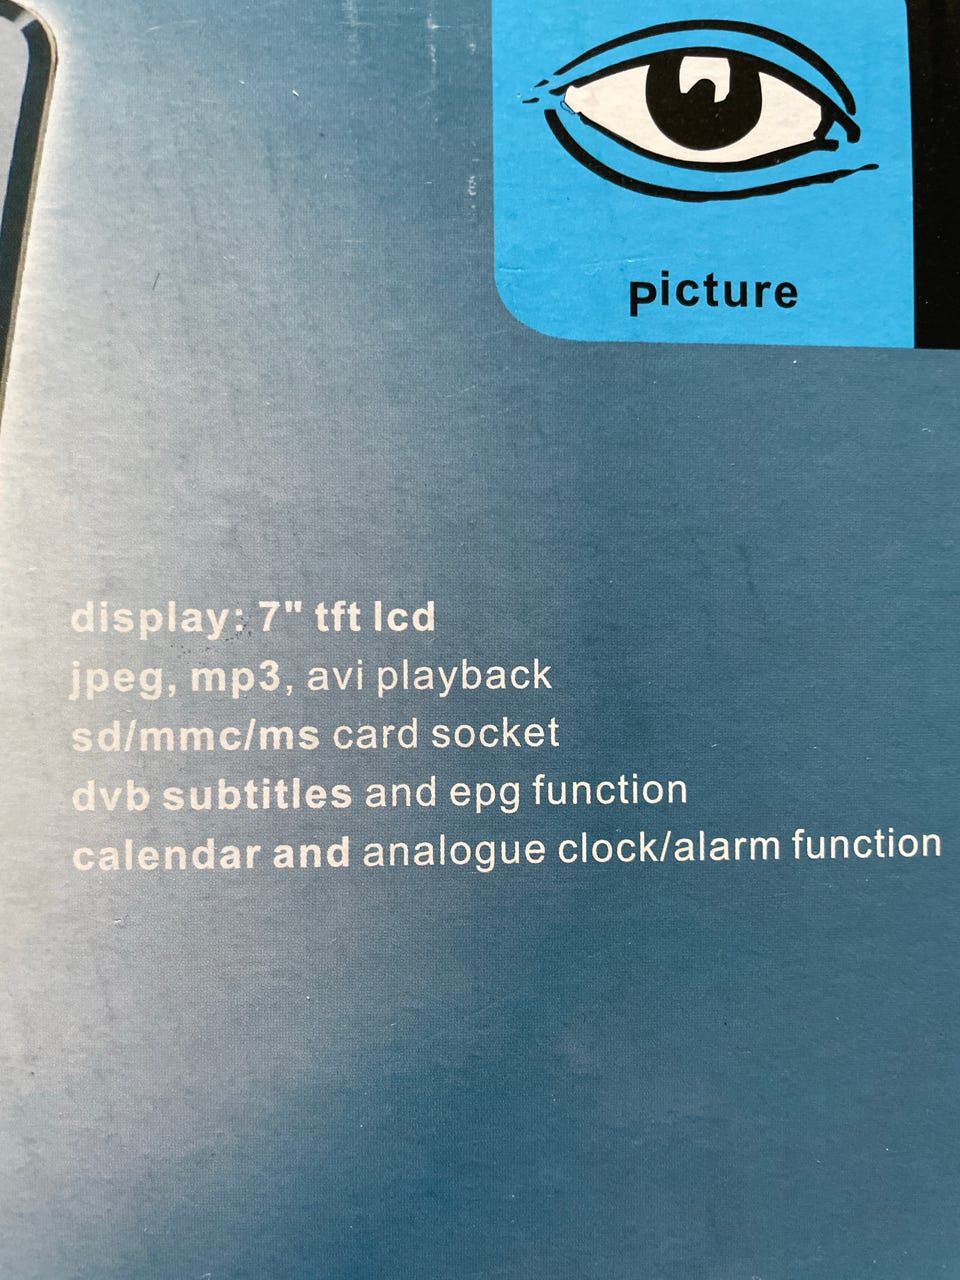 picture
display: 7" tft lcd
jpeg, mp3, avi playback
sd/mmc/ms card socket
dvb subtitles and epg function
calendar and analogue clock/alarm function